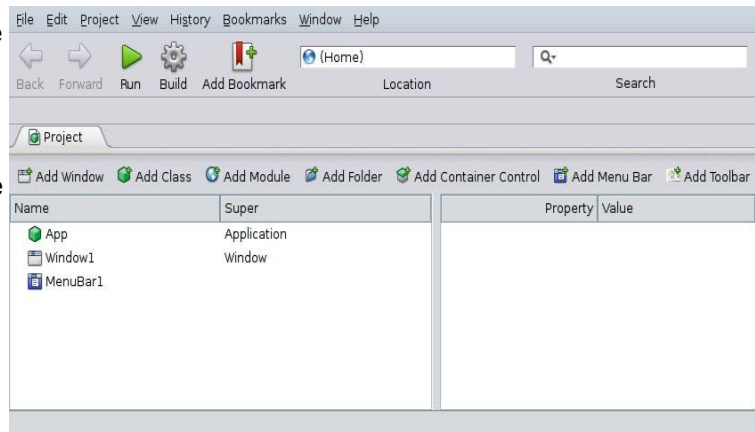 File Edit Project View History Bookmarks Window Help
(Home)
Back Forward Run Build Add Bookmark Location Search
Project
Add Window Add Class Add Module Add Folder Add Container Control Add Menu Bar Add Toolbar
Name Super Property Value
App Application
Window1 Window
MenuBar1